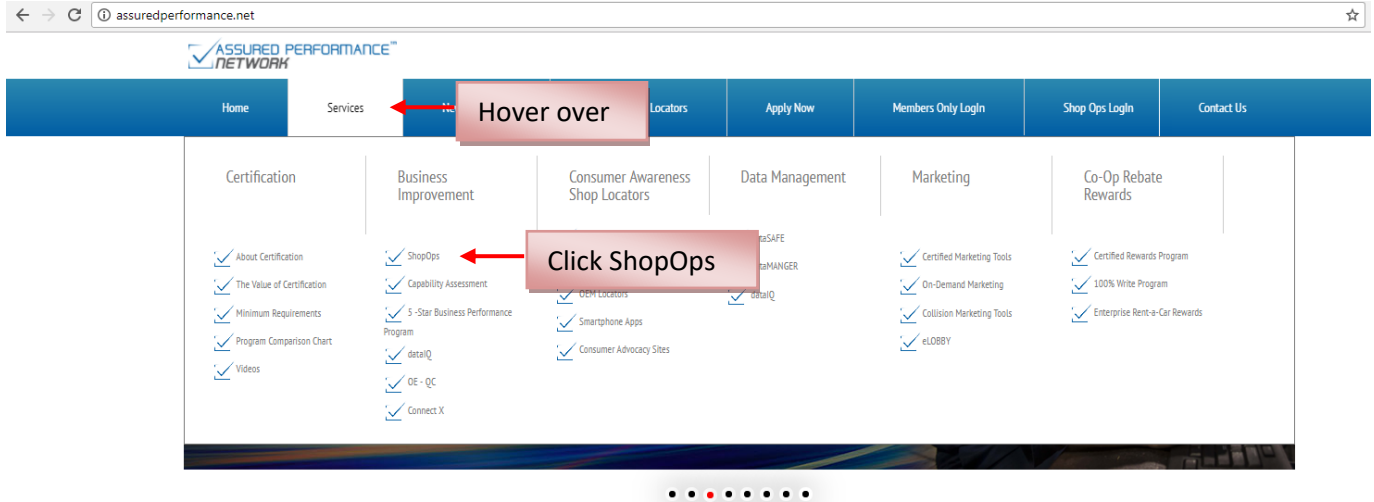 assuredperformance.net
ASSURED PERFORMANCE™
NETWORK
Home
Services
Hover over
Locators
Apply Now
Members Only LogIn
Shop Ops LogIn
Contact Us
Certification
Business
Improvement
Consumer Awareness
Shop Locators
Data Management
Marketing
Co-Op Rebate
Rewards
About Certification
The Value of Certification
Minimum Requirements
Program Comparison Chart
Videos
ShopOps
Capability Assessment
5 -Star Business Performance
Program
dataIQ
OE - QC
Connect X
Click ShopOps
OEM Locators
Smartphone Apps
Consumer Advocacy Sites
taSAFE
taMANGER
dataIQ
Certified Marketing Tools
On-Demand Marketing
Collision Marketing Tools
eLOBBY
Certified Rewards Program
100% Write Program
Enterprise Rent-a-Car Rewards